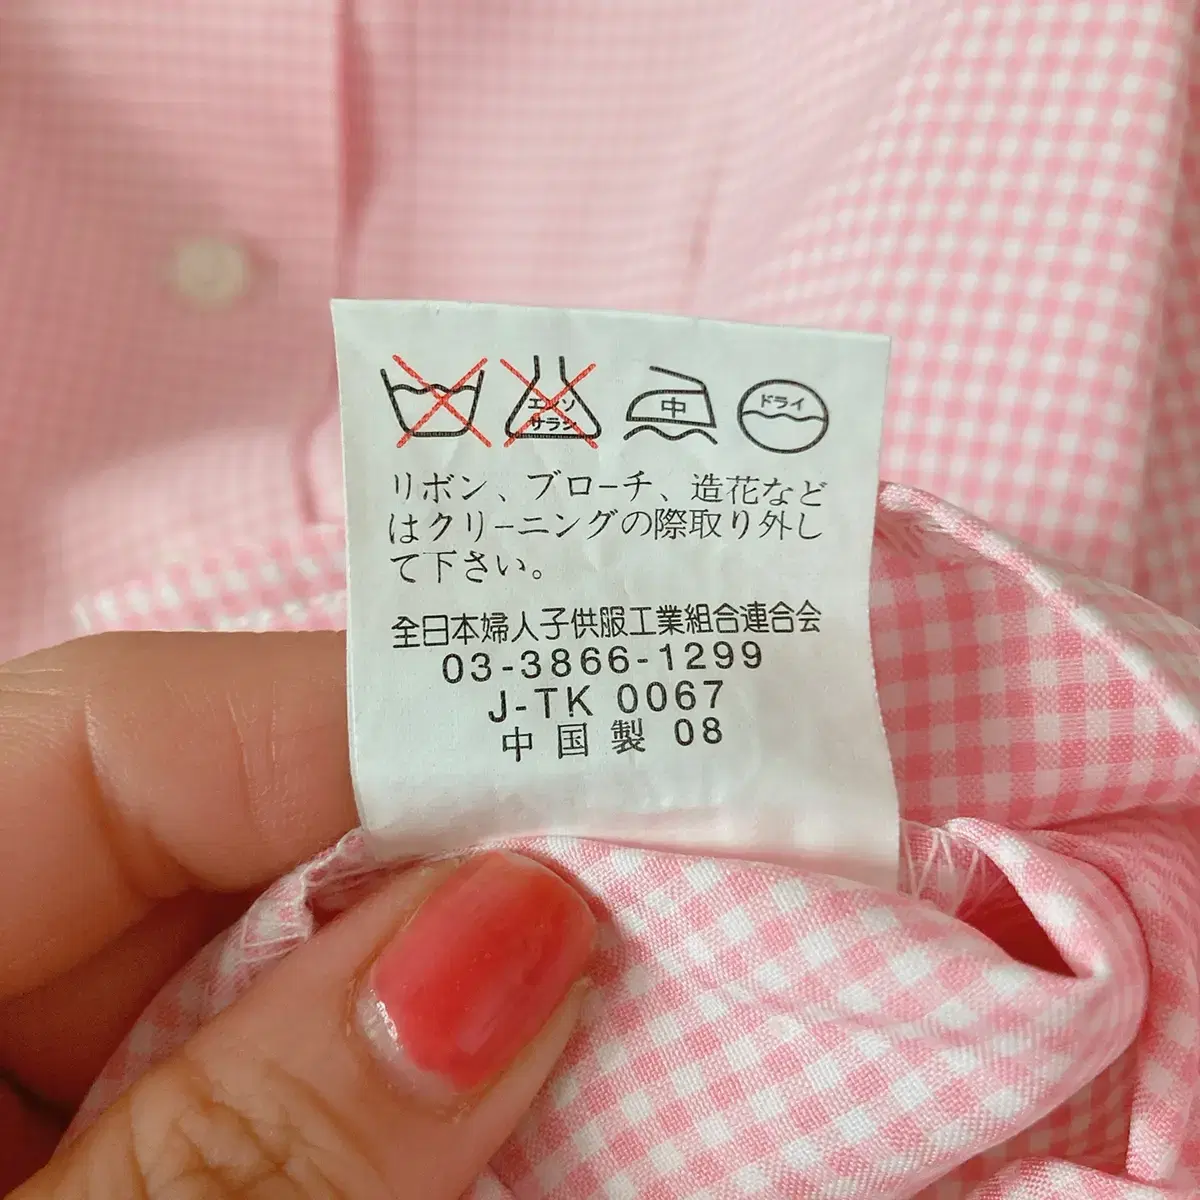 エンソ
サラシ
中
ドライ
リボン、ブローチ、造花など
はクリーニングの際取り外し
て下さい。
全日本婦人子供服工業組合連合会
03-3866-1299
J-TK 0067
中国製 08